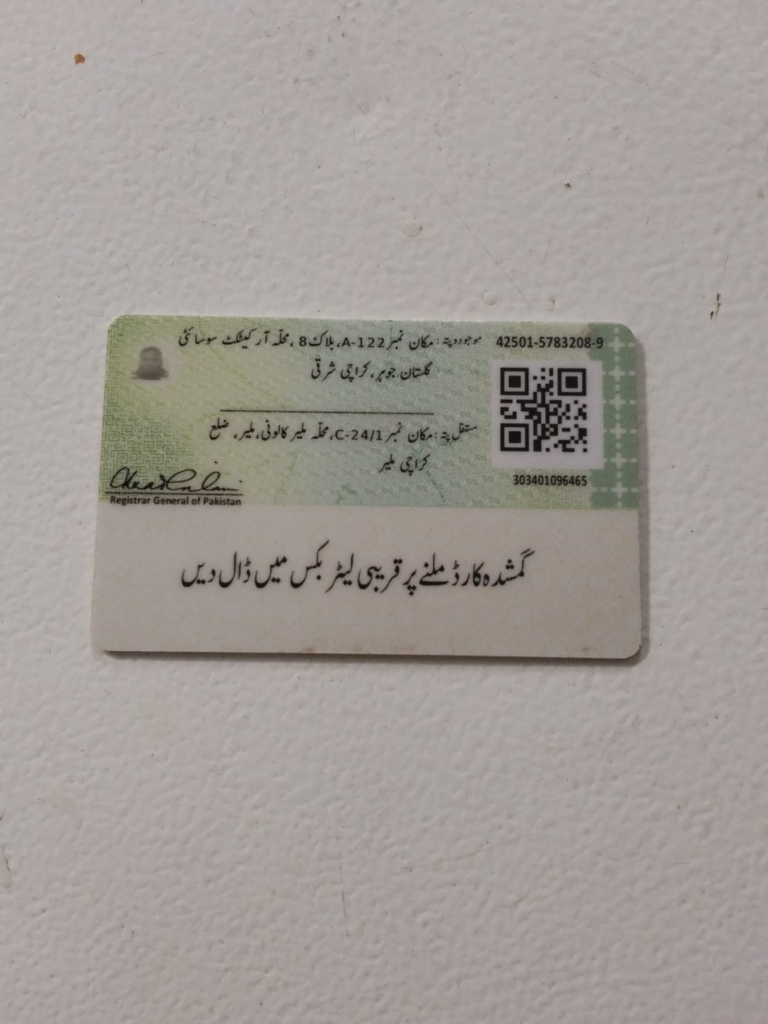 موجودہ پتہ: مکان نمبر A-122، بلاک 8، محلّہ آرکیٹکٹ سوسائٹی
گلستان جوہر، کراچی شرقی
42501-5783208-9
مستقل پتہ: مکان نمبر C-24/1، محلّہ ملیر کالونی، ملیر، ضلع
کراچی ملیر
303401096465
Registrar General of Pakistan
گمشدہ کارڈ ملنے پر قریبی لیٹر بکس میں ڈال دیں